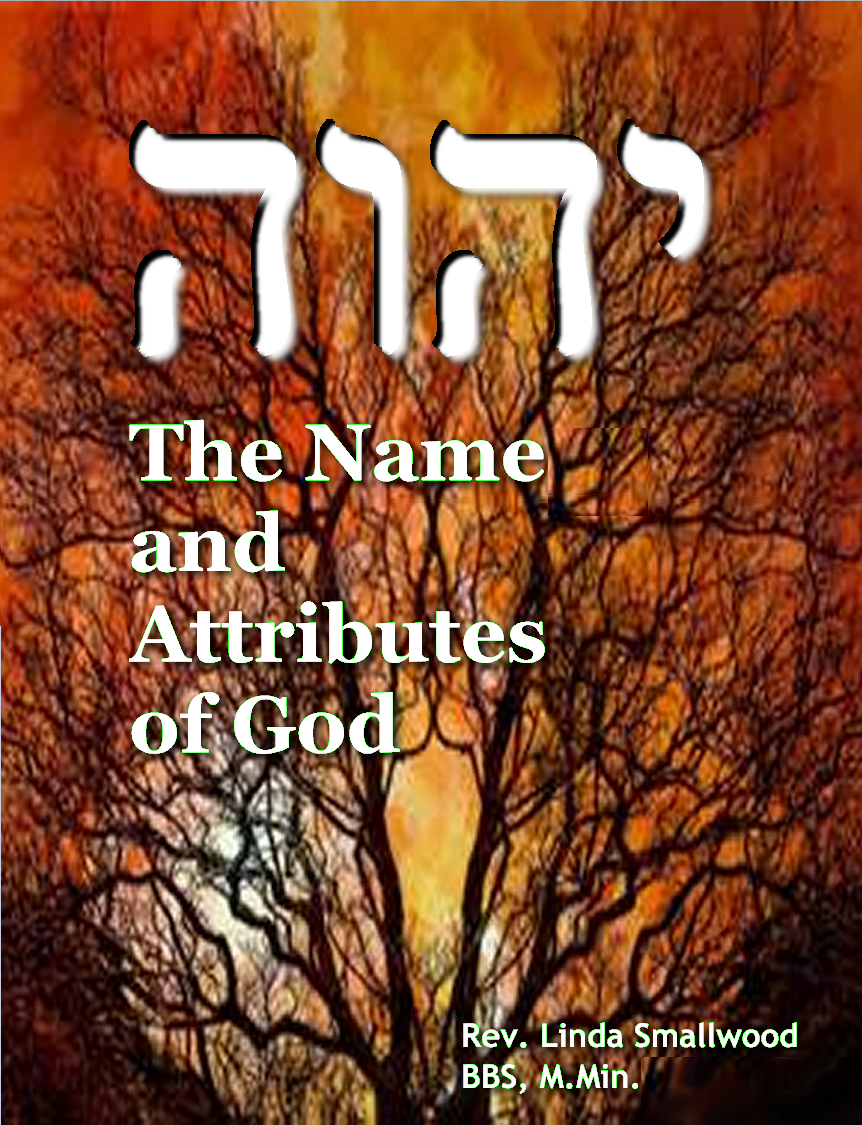 יהוה
The Name
and
Attributes
of God
Rev. Linda Smallwood
BBS, M.Min.